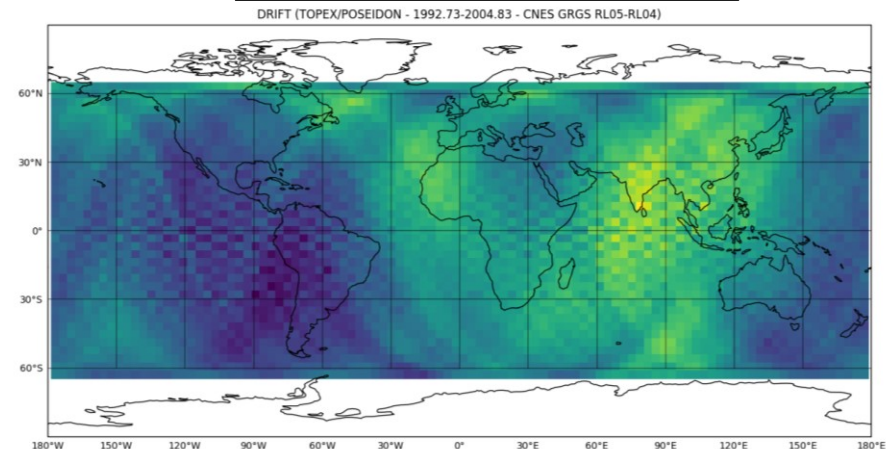 DRIFT (TOPEX/POSEIDON - 1992.73-2004.83 - CNES GRGS RL05-RL04)
60°N
30°N
0°
30°S
60°S
180°W 150°W 120°W 90°W 60°W 30°W 0° 30°E 60°E 90°E 120°E 150°E 180°E